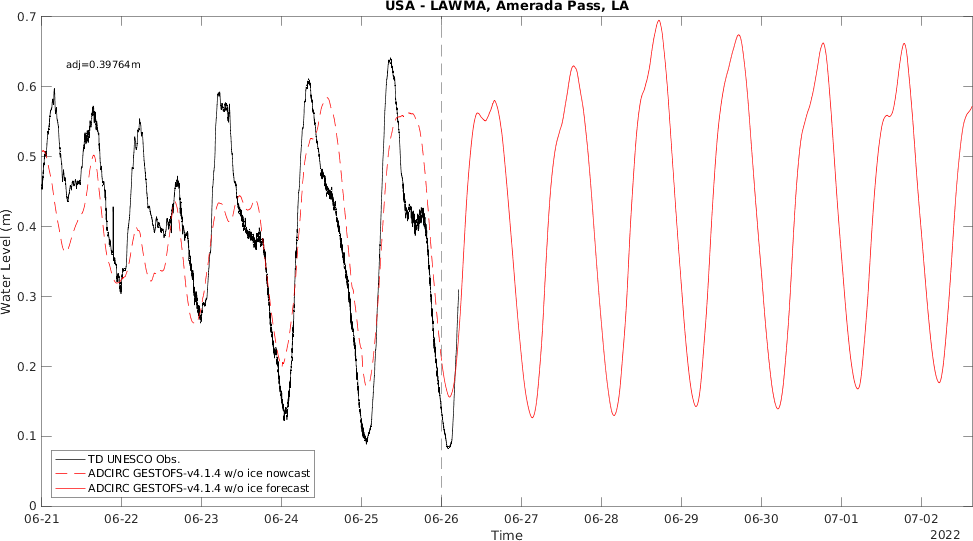 USA - LAWMA, Amerada Pass, LA
0.7
adj=0.39764m
0.6
0.5
0.4
0.3
0.2
0.1
0
Water Level (m)
TD UNESCO Obs.
ADCIRC GESTOFS-v4.1.4 w/o ice nowcast
ADCIRC GESTOFS-v4.1.4 w/o ice forecast
06-21 06-22 06-23 06-24 06-25 06-26 06-27 06-28 06-29 06-30 07-01 07-02
Time
2022